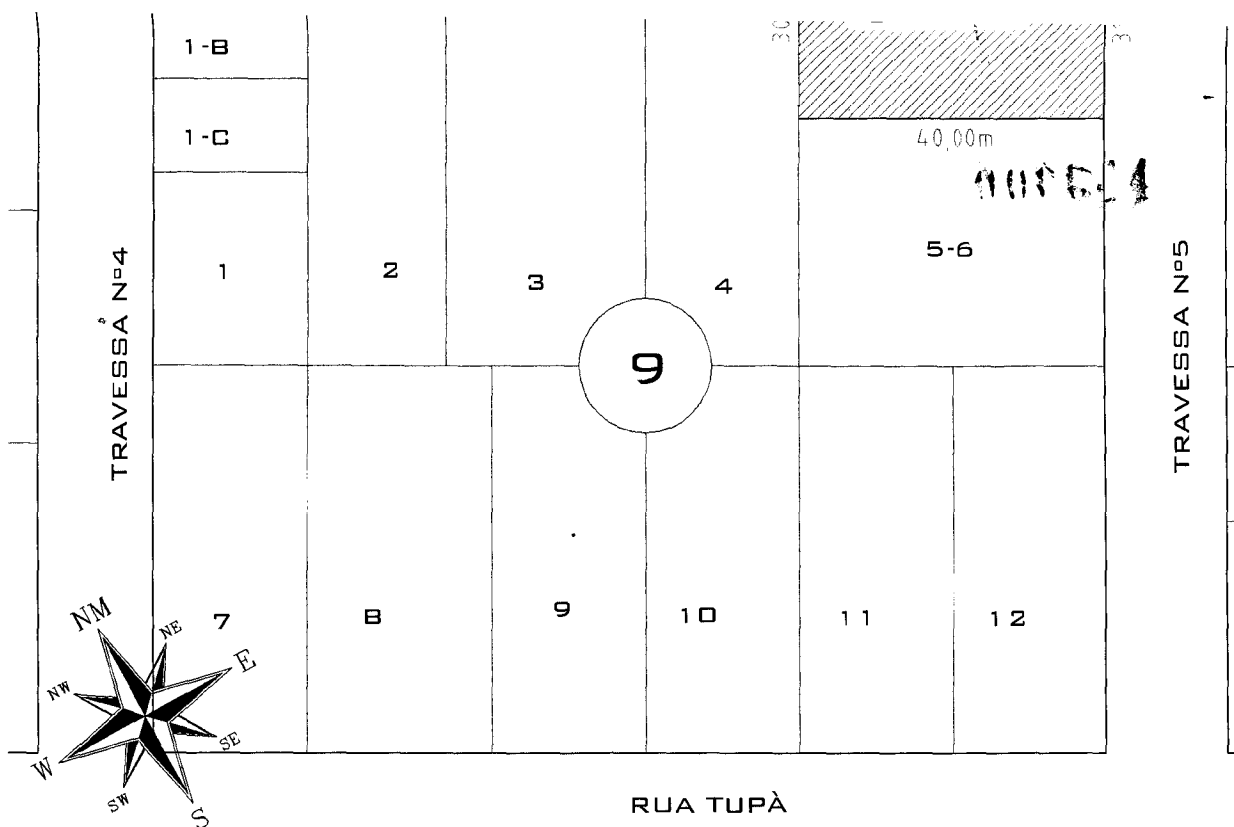 1-B
1-C
40,00m
5-6
1
2
3
4
TRAVESSA Nº4
TRAVESSA Nº5
9
7
8
9
10
11
12
NM
NE
E
NW
SE
W
SW
S
RUA TUPÀ